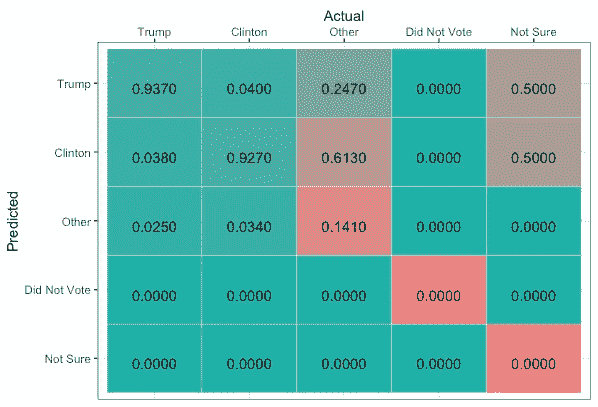 Actual
Trump Clinton Other Did Not Vote Not Sure
Predicted
Trump 0.9370 0.0400 0.2470 0.0000 0.5000
Clinton 0.0380 0.9270 0.6130 0.0000 0.5000
Other 0.0250 0.0340 0.1410 0.0000 0.0000
Did Not Vote 0.0000 0.0000 0.0000 0.0000 0.0000
Not Sure 0.0000 0.0000 0.0000 0.0000 0.0000